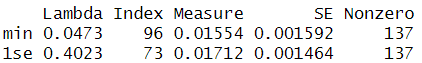 Lambda Index Measure SE Nonzero
min 0.0473 96 0.01554 0.001592 137
1se 0.4023 73 0.01712 0.001464 137